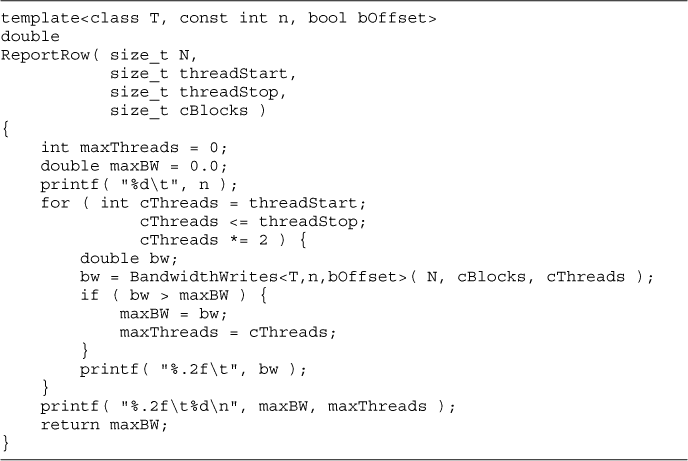 template<class T, const int n, bool bOffset>
double
ReportRow( size_t N,
           size_t threadStart,
           size_t threadStop,
           size_t cBlocks )
{
    int maxThreads = 0;
    double maxBW = 0.0;
    printf( "%d\t", n );
    for ( int cThreads = threadStart;
              cThreads <= threadStop;
              cThreads *= 2 ) {
        double bw;
        bw = BandwidthWrites<T,n,bOffset>( N, cBlocks, cThreads );
        if ( bw > maxBW ) {
            maxBW = bw;
            maxThreads = cThreads;
        }
        printf( "%.2f\t", bw );
    }
    printf( "%.2f\t%d\n", maxBW, maxThreads );
    return maxBW;
}